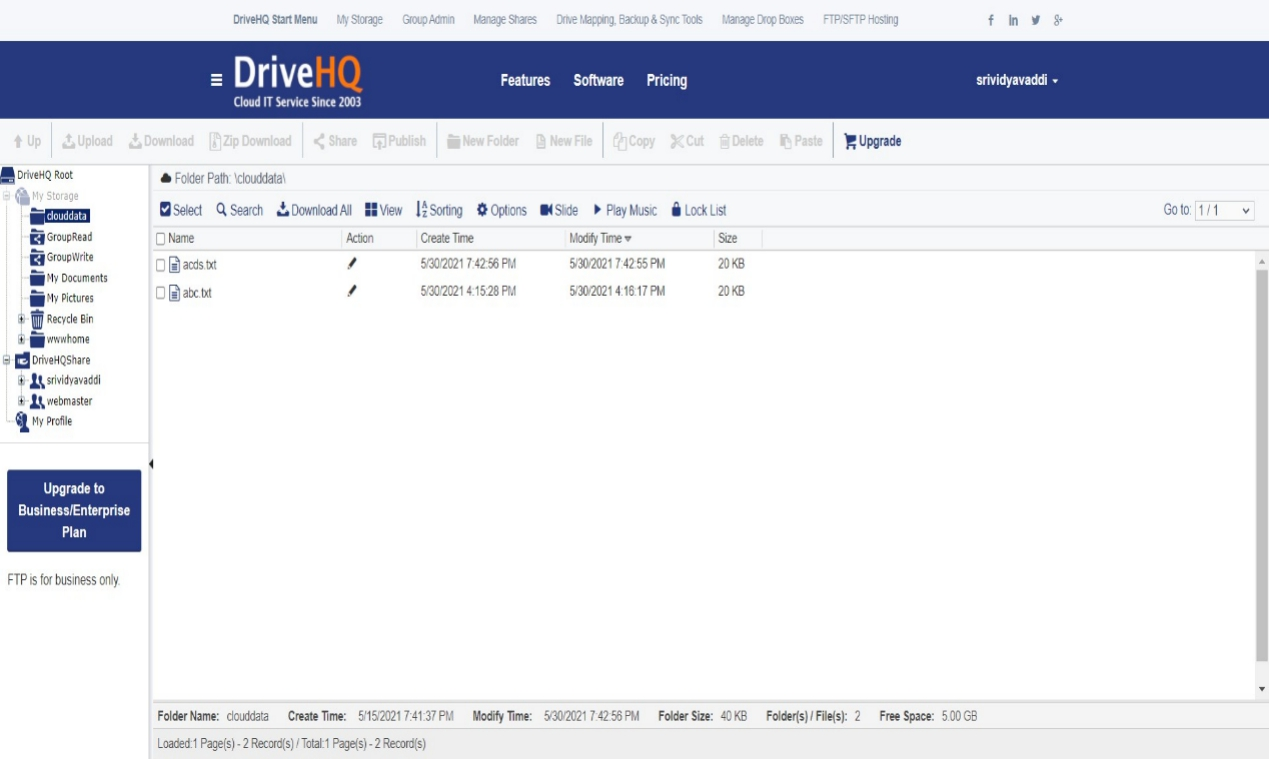 DriveHQ Start Menu My Storage Group Admin Manage Shares Drive Mapping, Backup & Sync Tools Manage Drop Boxes FTP/SFTP Hosting
DriveHQ
Cloud IT Service Since 2003
Features Software Pricing srividyavaddi
Up Upload Download Zip Download Share Publish New Folder New File Copy Cut Delete Paste Upgrade
DriveHQ Root
My Storage
clouddata
GroupRead
GroupWrite
My Documents
My Pictures
Recycle Bin
wwwhome
DriveHQShare
srividyavaddi
webmaster
My Profile
Upgrade to
Business/Enterprise
Plan
FTP is for business only.
Folder Path: \clouddata\
Select Search Download All View Sorting Options Slide Play Music Lock List Go to: 1 / 1
Name Action Create Time Modify Time Size
acds.txt 5/30/2021 7:42:56 PM 5/30/2021 7:42:55 PM 20 KB
abc.txt 5/30/2021 4:15:28 PM 5/30/2021 4:16:17 PM 20 KB
Folder Name: clouddata Create Time: 5/15/2021 7:41:37 PM Modify Time: 5/30/2021 7:42:56 PM Folder Size: 40 KB Folder(s) / File(s): 2 Free Space: 5.00 GB
Loaded:1 Page(s) - 2 Record(s) / Total:1 Page(s) - 2 Record(s)